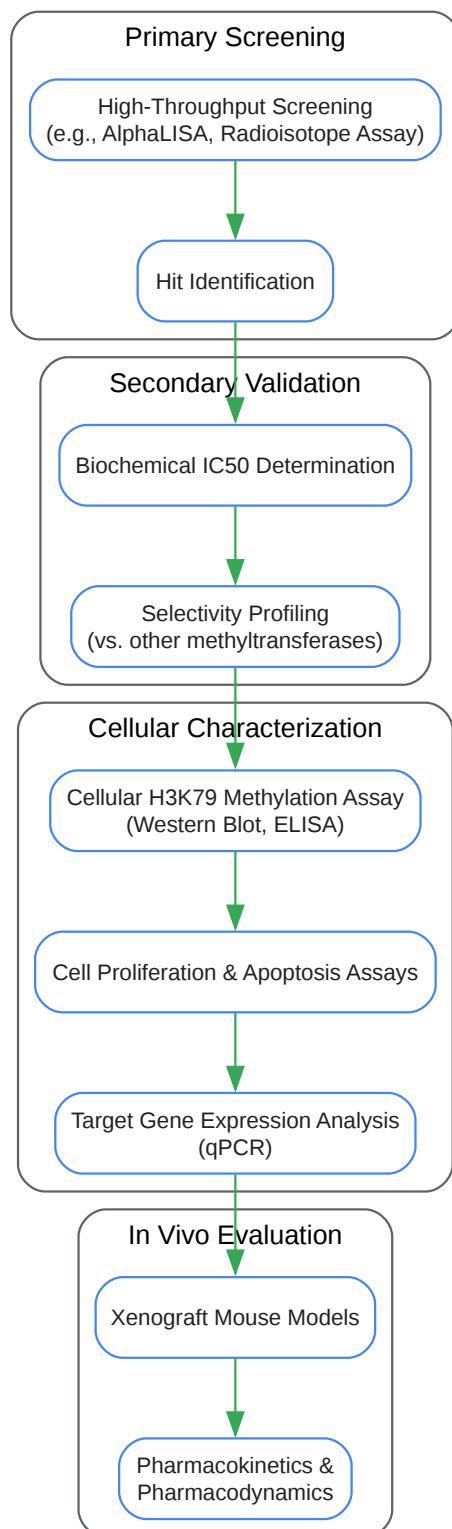 Primary Screening
High-Throughput Screening
(e.g., AlphaLISA, Radioisotope Assay)
Hit Identification
Secondary Validation
Biochemical IC50 Determination
Selectivity Profiling
(vs. other methyltransferases)
Cellular Characterization
Cellular H3K79 Methylation Assay
(Western Blot, ELISA)
Cell Proliferation & Apoptosis Assays
Target Gene Expression Analysis
(qPCR)
In Vivo Evaluation
Xenograft Mouse Models
Pharmacokinetics &
Pharmacodynamics